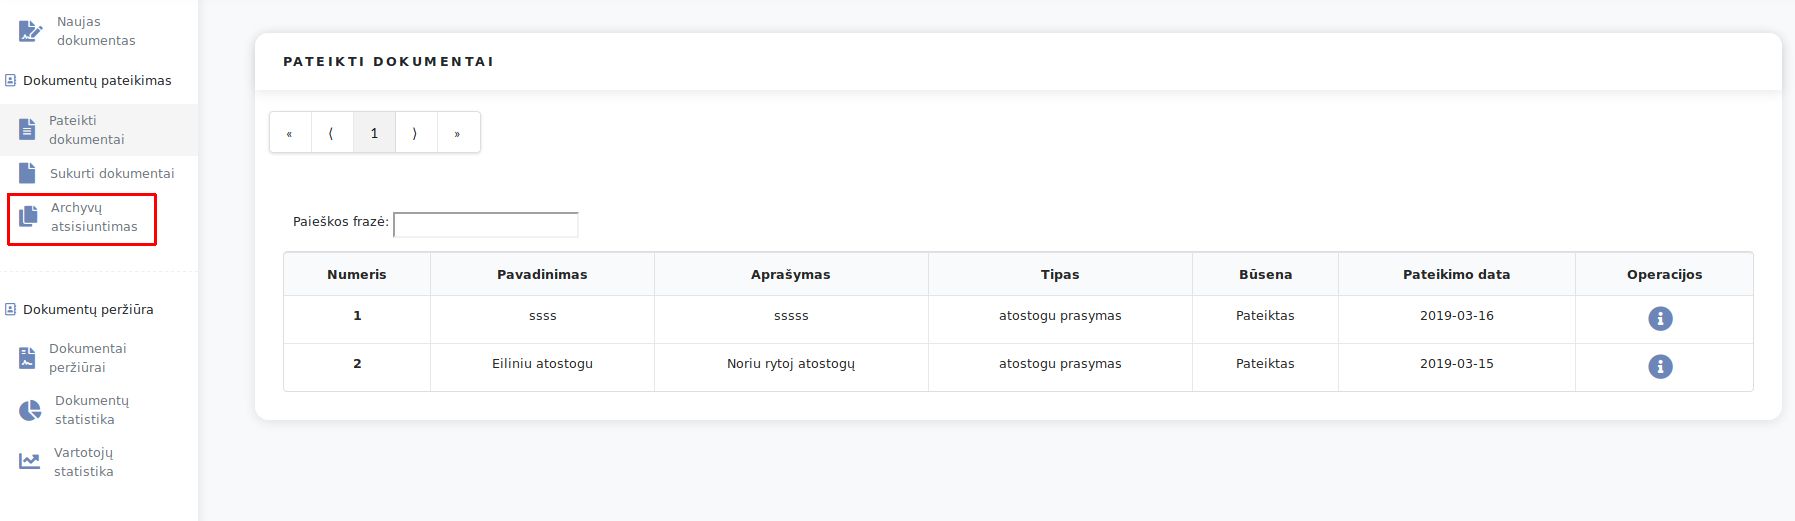 Naujas
dokumentas
Dokumentų pateikimas
Pateikti
dokumentai
Sukurti dokumentai
Archyvų
atsisiuntimas
Dokumentų peržiūra
Dokumentai
peržiūrai
Dokumentų
statistika
Vartotojų
statistika
PATEIKTI DOKUMENTAI
« ⟨ 1 ⟩ »
Paieškos frazė:
Numeris Pavadinimas Aprašymas Tipas Būsena Pateikimo data Operacijos
1 ssss sssss atostogu prasymas Pateiktas 2019-03-16
2 Eiliniu atostogu Noriu rytoj atostogų atostogu prasymas Pateiktas 2019-03-15